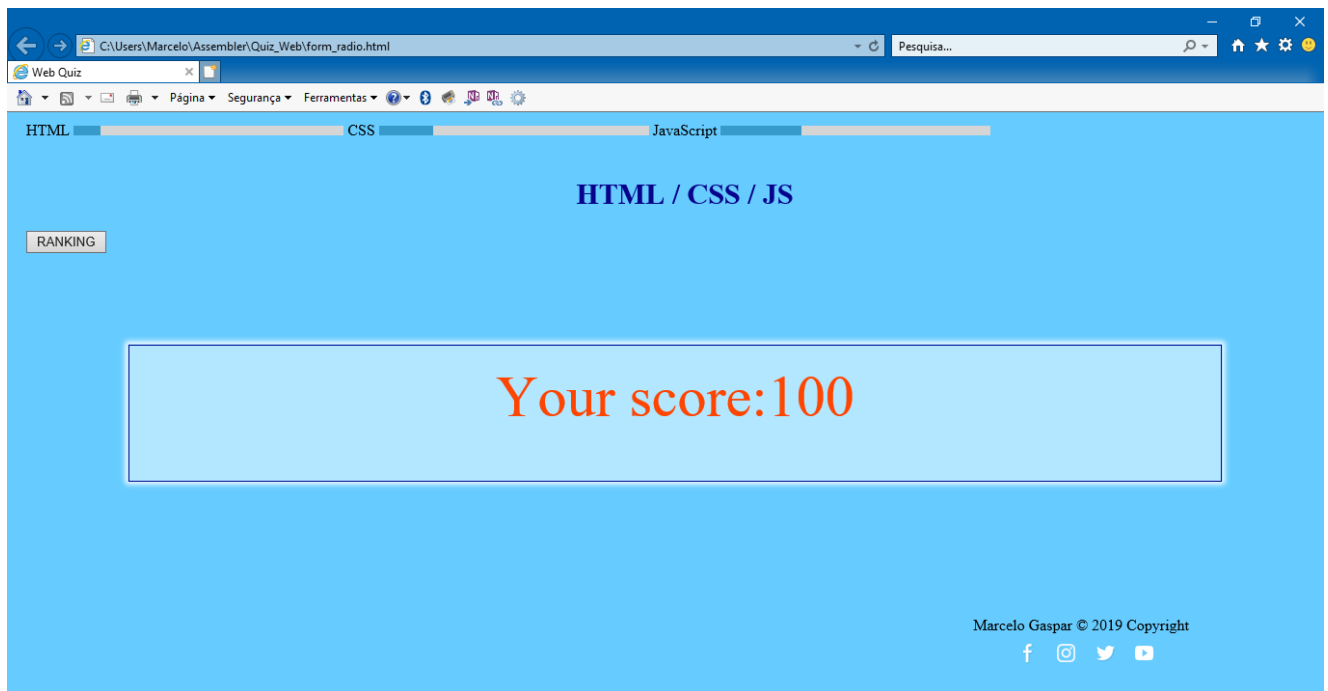 C:\Users\Marcelo\Assembler\Quiz_Web\form_radio.html Pesquisa...
Web Quiz
Página Segurança Ferramentas
HTML CSS JavaScript
HTML / CSS / JS
RANKING
Your score:100
Marcelo Gaspar © 2019 Copyright